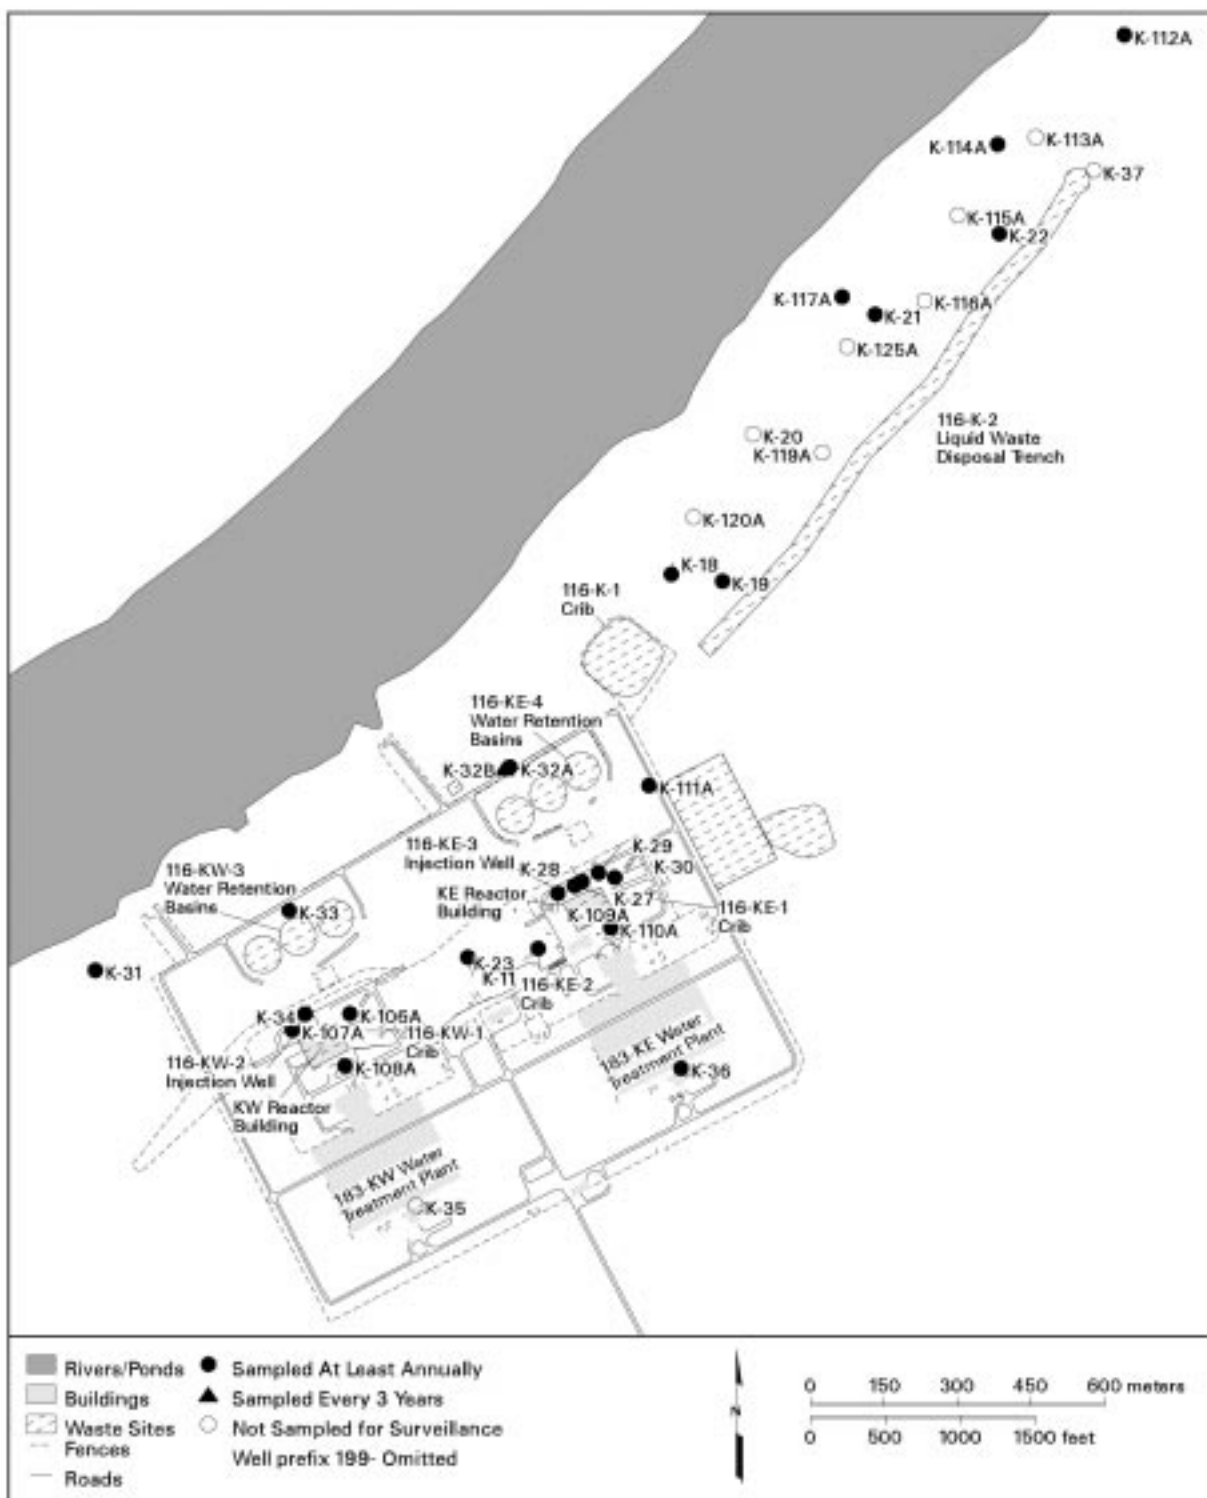 K-112A
K-114A
K-113A
K-37
K-115A
K-22
K-117A
K-116A
K-21
K-125A
116-K-2
Liquid Waste
Disposal Trench
K-20
K-119A
K-120A
K-18
K-19
116-K-1
Crib
116-KE-4
Water Retention
Basins
K-32B
K-32A
K-111A
116-KE-3
Injection Well
K-28
K-29
K-30
KE Reactor
Building
K-27
K-109A
K-110A
116-KE-1
Crib
116-KW-3
Water Retention
Basins
K-33
K-31
K-23
K-11
116-KE-2
Crib
K-34
K-106A
K-107A
116-KW-1
Crib
K-108A
116-KW-2
Injection Well
KW Reactor
Building
183-KE Water
Treatment Plant
K-36
183-KW Water
Treatment Plant
K-35
Rivers/Ponds
Buildings
Waste Sites
Fences
Roads
Sampled At Least Annually
Sampled Every 3 Years
Not Sampled for Surveillance
Well prefix 199- Omitted
N
0 150 300 450 600 meters
0 500 1000 1500 feet